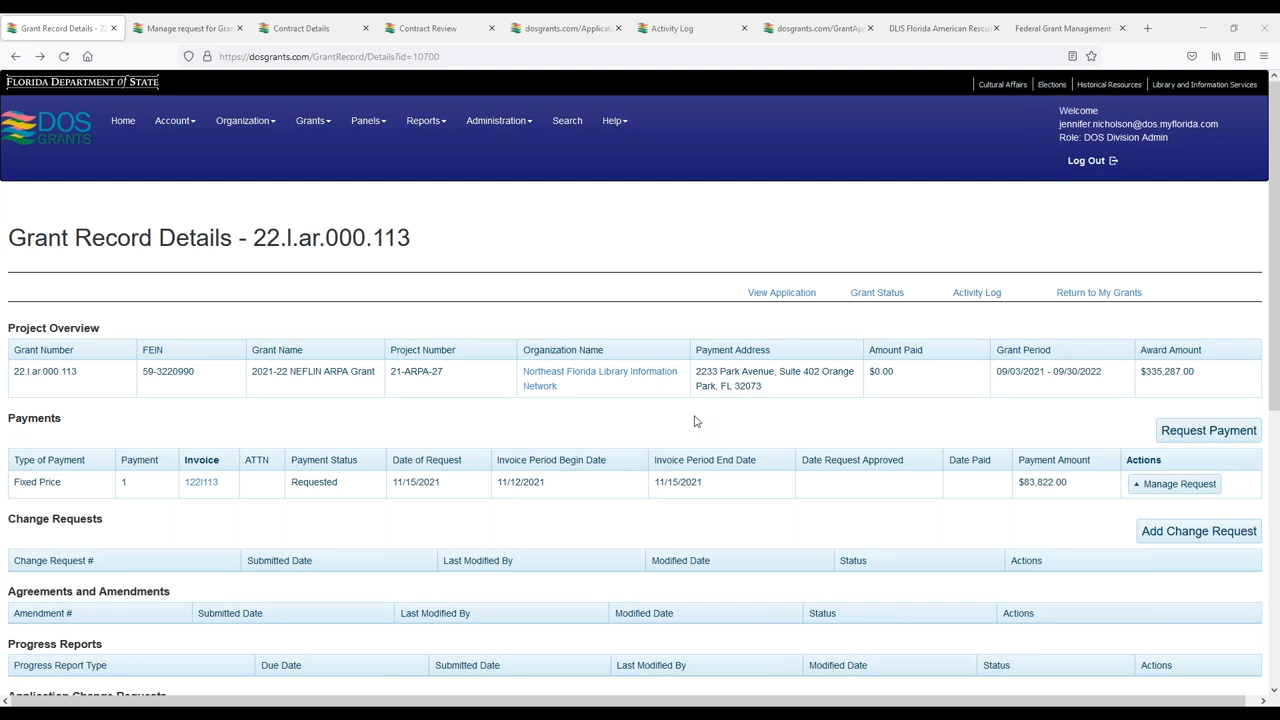 Grant Record Details - 22
Manage request for Gran
Contract Details
Contract Review
dosgrants.com/Applicati
Activity Log
dosgrants.com/GrantApp
DLIS Florida American Rescu
Federal Grant Management -
https://dosgrants.com/GrantRecord/Details?id=10700
FLORIDA DEPARTMENT OF STATE
Cultural Affairs
Elections
Historical Resources
Library and Information Services
DOS
GRANTS
Home
Account
Organization
Grants
Panels
Reports
Administration
Search
Help
Welcome
jennifer.nicholson@dos.myflorida.com
Role: DOS Division Admin
Log Out
Grant Record Details - 22.l.ar.000.113
View Application
Grant Status
Activity Log
Return to My Grants
Project Overview
Grant Number FEIN Grant Name Project Number Organization Name Payment Address Amount Paid Grant Period Award Amount
22.l.ar.000.113 59-3220990 2021-22 NEFLIN ARPA Grant 21-ARPA-27 Northeast Florida Library Information 2233 Park Avenue, Suite 402 Orange $0.00 09/03/2021 - 09/30/2022 $335,287.00
Network Park, FL 32073
Payments
Request Payment
Type of Payment Payment Invoice ATTN Payment Status Date of Request Invoice Period Begin Date Invoice Period End Date Date Request Approved Date Paid Payment Amount Actions
Fixed Price 1 122l113 Requested 11/15/2021 11/12/2021 11/15/2021 $83,822.00 Manage Request
Change Requests
Add Change Request
Change Request # Submitted Date Last Modified By Modified Date Status Actions
Agreements and Amendments
Amendment # Submitted Date Last Modified By Modified Date Status Actions
Progress Reports
Progress Report Type Due Date Submitted Date Last Modified By Modified Date Status Actions
Application Change Requests